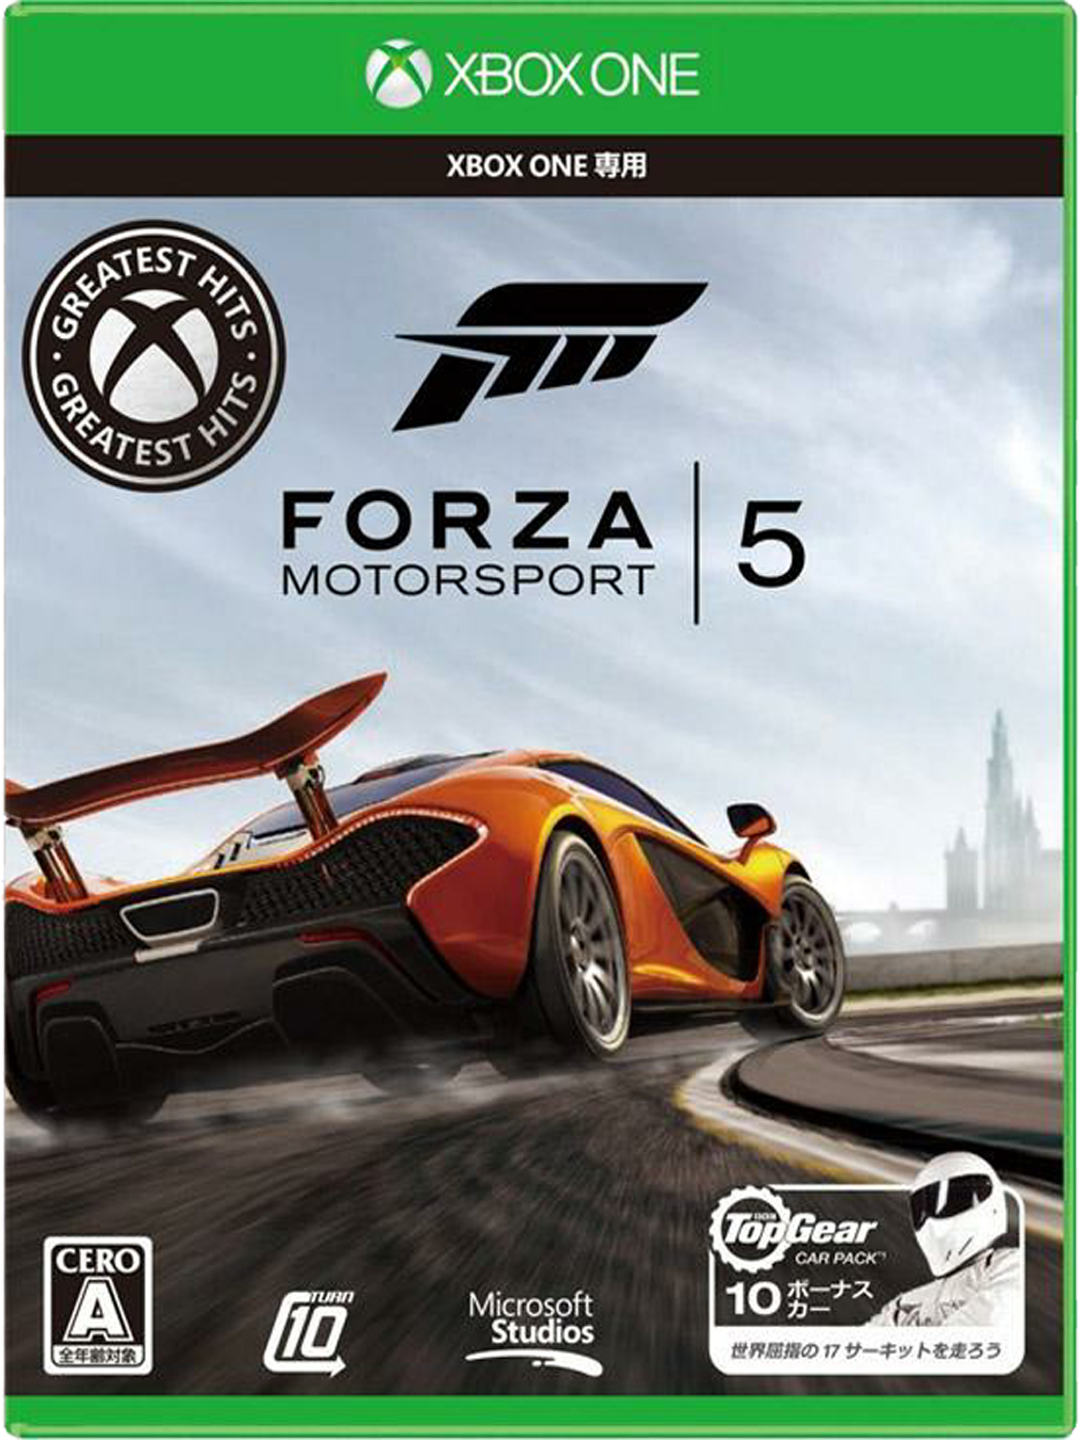 XBOX ONE
XBOX ONE 専用
GREATEST HITS
GREATEST HITS
FORZA
MOTORSPORT
5
BBC
TopGear
CAR PACK
10 ボーナス
カー
世界屈指の 17 サーキットを走ろう
CERO
A
全年齢対象
TURN
10
Microsoft
Studios